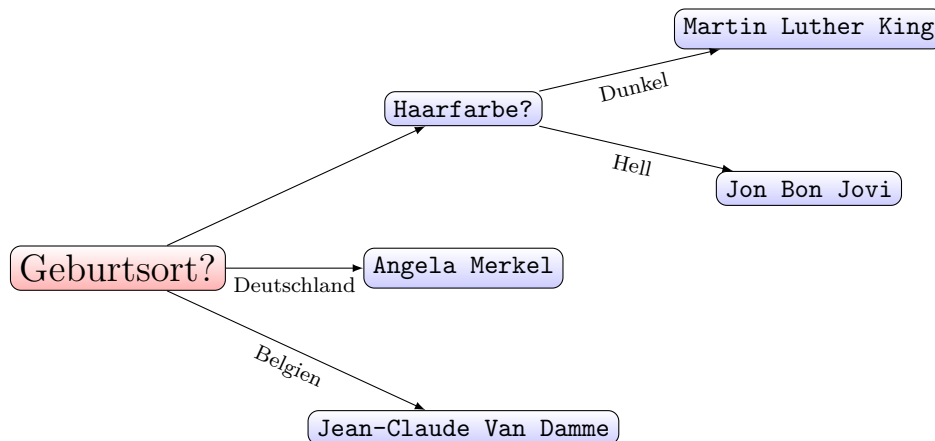 Martin Luther King
Dunkel
Haarfarbe?
Hell
Jon Bon Jovi
Geburtsort?
Deutschland
Angela Merkel
Belgien
Jean-Claude Van Damme